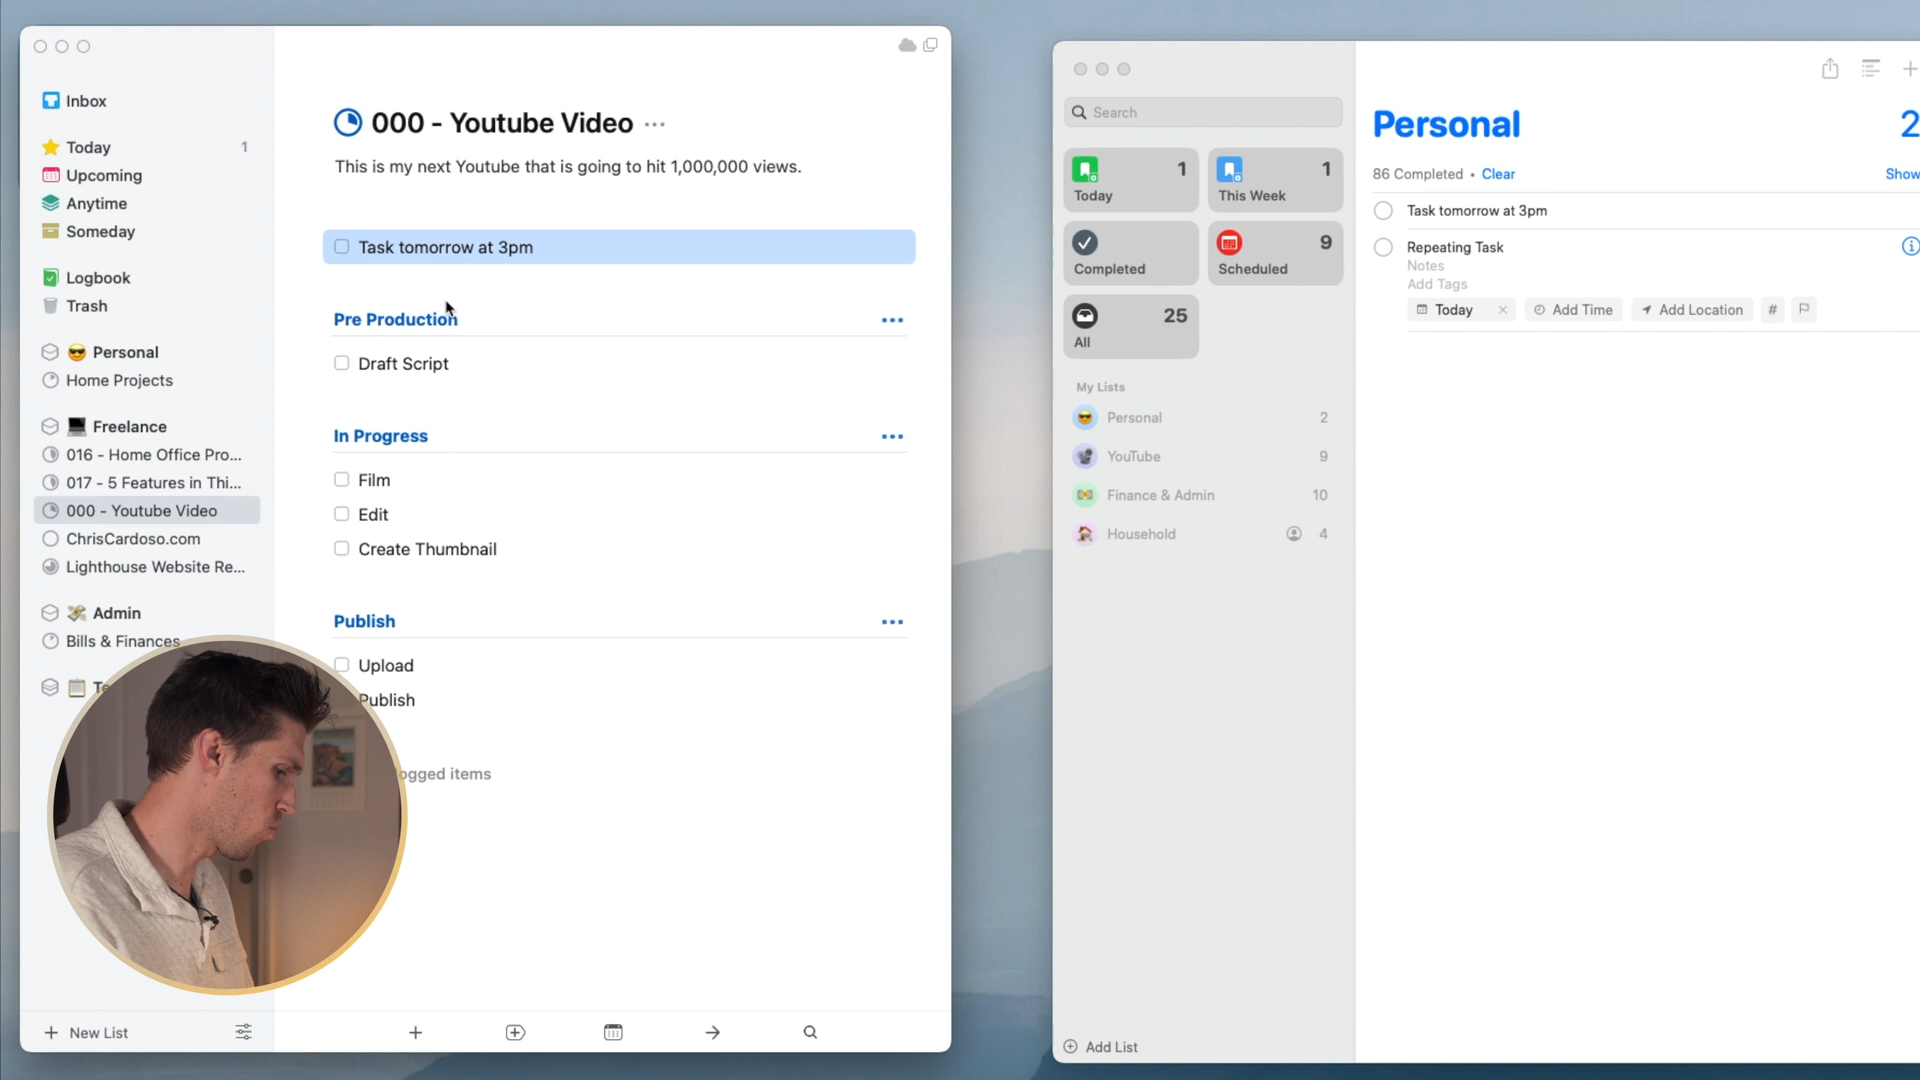 Inbox
Today 1
Upcoming
Anytime
Someday
Logbook
Trash
Personal
Home Projects
Freelance
016 - Home Office Pro...
017 - 5 Features in Thi...
000 - Youtube Video
ChrisCardoso.com
Lighthouse Website Re...
Admin
Bills & Finances
New List
000 - Youtube Video
This is my next Youtube that is going to hit 1,000,000 views.
Task tomorrow at 3pm
Pre Production
Draft Script
In Progress
Film
Edit
Create Thumbnail
Publish
Upload
Publish
logged items
Search
1
Today
1
This Week
Completed
9
Scheduled
25
All
My Lists
Personal 2
YouTube 9
Finance & Admin 10
Household 4
Add List
Personal 2
86 Completed • Clear Show
Task tomorrow at 3pm
Repeating Task
Notes
Add Tags
Today Add Time Add Location #